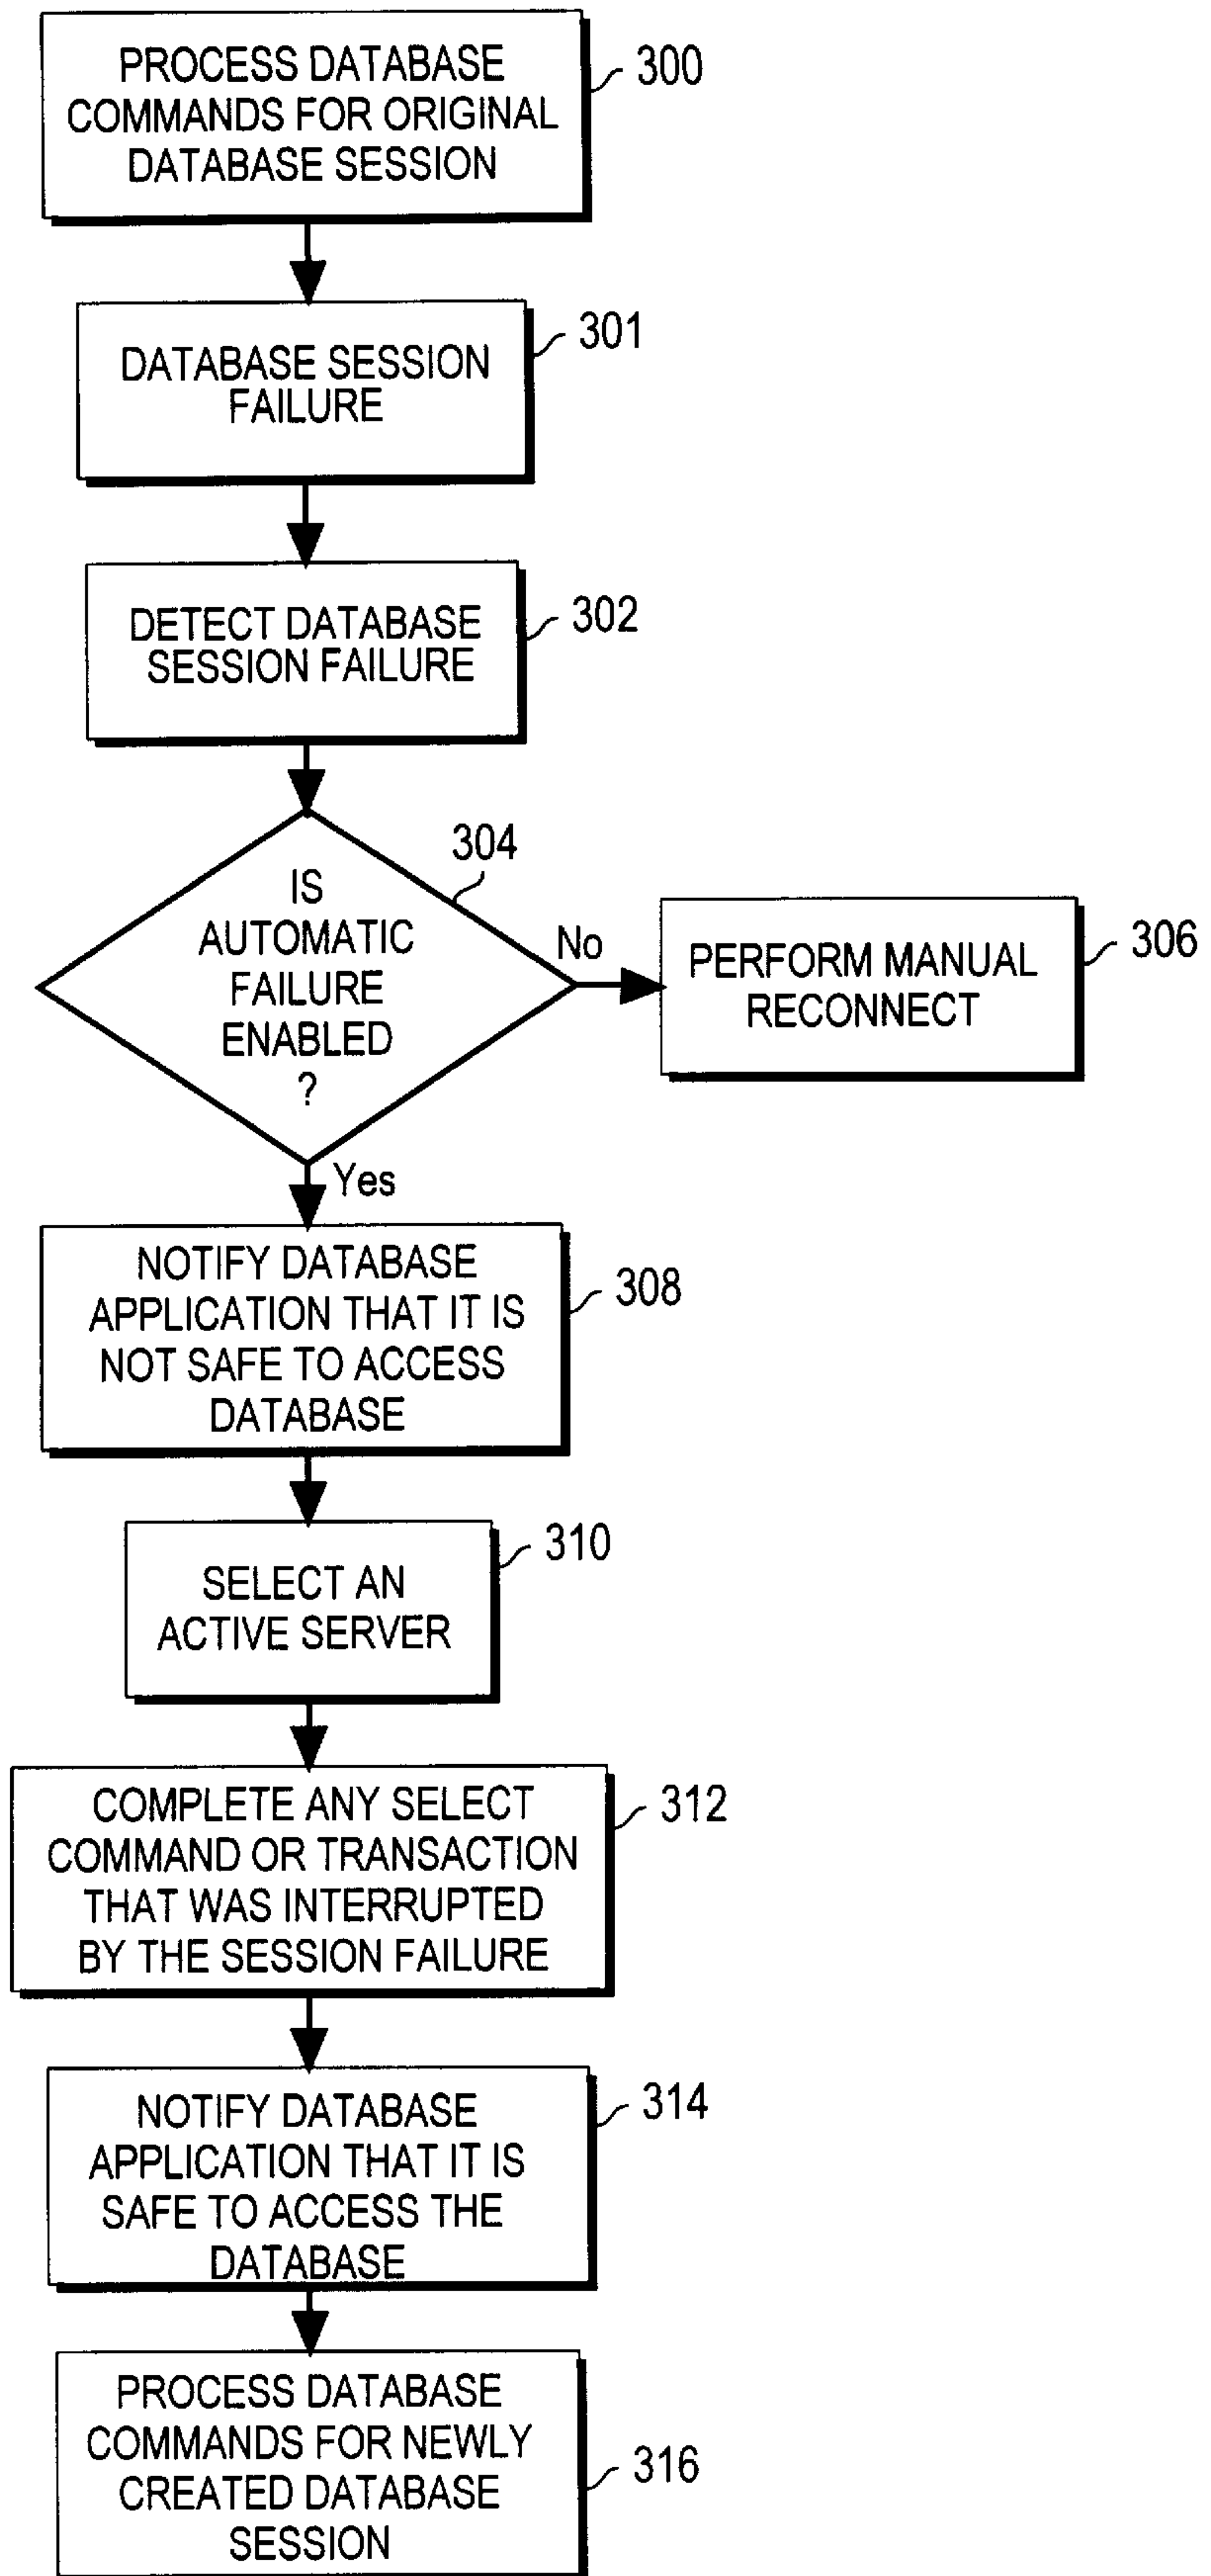 PROCESS DATABASE
COMMANDS FOR ORIGINAL
DATABASE SESSION
300
DATABASE SESSION
FAILURE
301
DETECT DATABASE
SESSION FAILURE
302
304
IS
AUTOMATIC
FAILURE
ENABLED
?
No
PERFORM MANUAL
RECONNECT
306
Yes
NOTIFY DATABASE
APPLICATION THAT IT IS
NOT SAFE TO ACCESS
DATABASE
308
SELECT AN
ACTIVE SERVER
310
COMPLETE ANY SELECT
COMMAND OR TRANSACTION
THAT WAS INTERRUPTED
BY THE SESSION FAILURE
312
NOTIFY DATABASE
APPLICATION THAT IT IS
SAFE TO ACCESS THE
DATABASE
314
PROCESS DATABASE
COMMANDS FOR NEWLY
CREATED DATABASE
SESSION
316